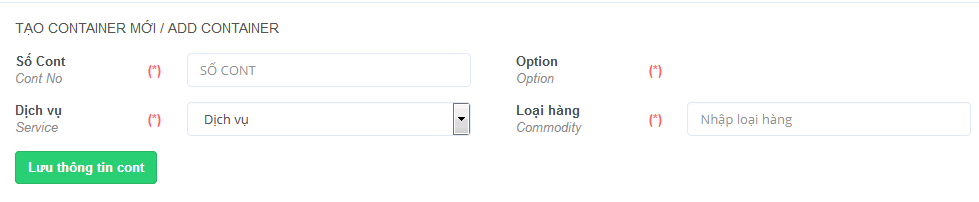 TẠO CONTAINER MỚI / ADD CONTAINER
Số Cont (*) SỐ CONT Option (*)
Cont No Option
Dịch vụ (*) Dịch vụ Loại hàng (*) Nhập loại hàng
Service Commodity
Lưu thông tin cont